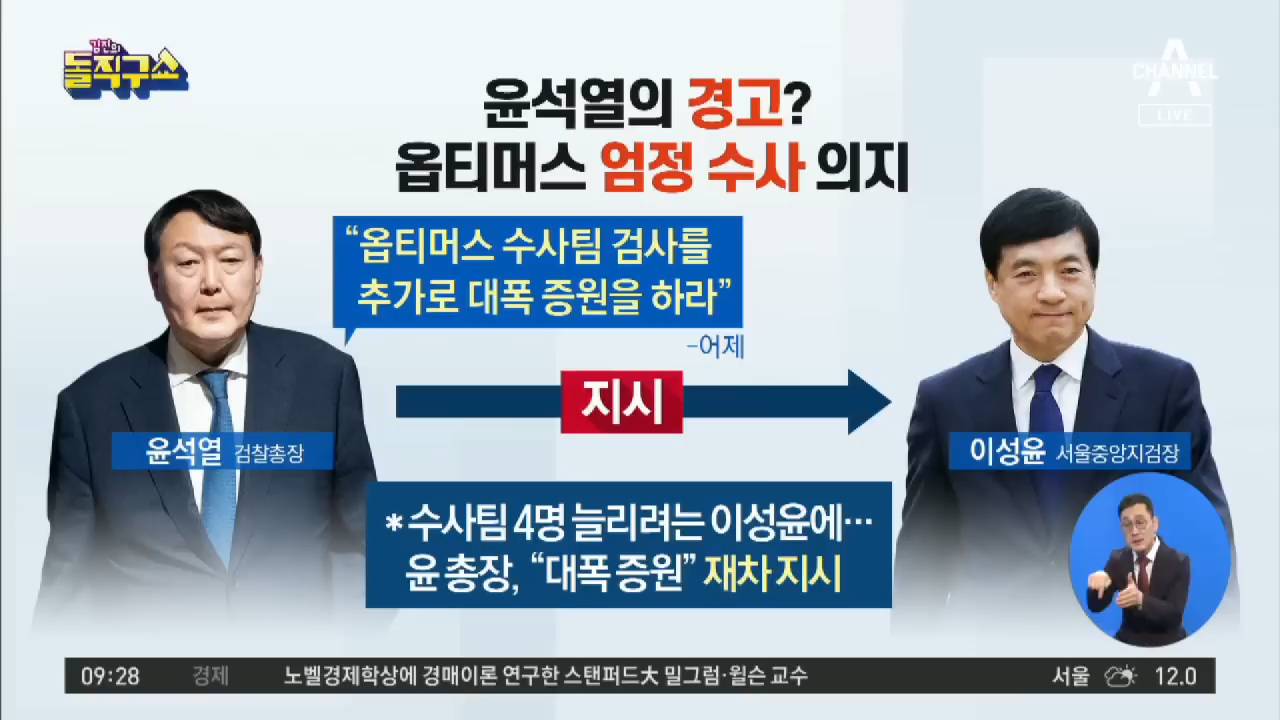 김진의
돌직구쇼
CHANNEL A
LIVE
윤석열의 경고?
옵티머스 엄정 수사 의지
“옵티머스 수사팀 검사를
추가로 대폭 증원을 하라”
-어제
지시
윤석열 검찰총장
이성윤 서울중앙지검장
* 수사팀 4명 늘리려는 이성윤에…
윤 총장, “대폭 증원” 재차 지시
09:28 경제 노벨경제학상에 경매이론 연구한 스탠퍼드大 밀그럼·윌슨 교수 서울 12.0